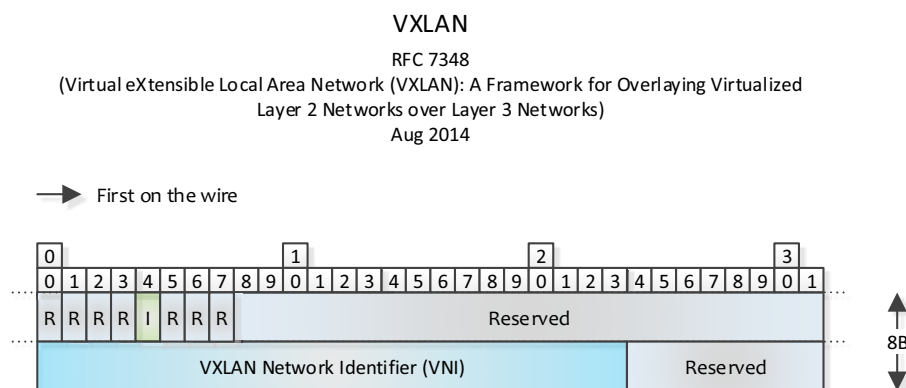 VXLAN
RFC 7348
(Virtual eXtensible Local Area Network (VXLAN): A Framework for Overlaying Virtualized
Layer 2 Networks over Layer 3 Networks)
Aug 2014
First on the wire
0 1 2 3
0 1 2 3 4 5 6 7 8 9 0 1 2 3 4 5 6 7 8 9 0 1 2 3 4 5 6 7 8 9 0 1
R R R R I R R R Reserved
8B
VXLAN Network Identifier (VNI) Reserved